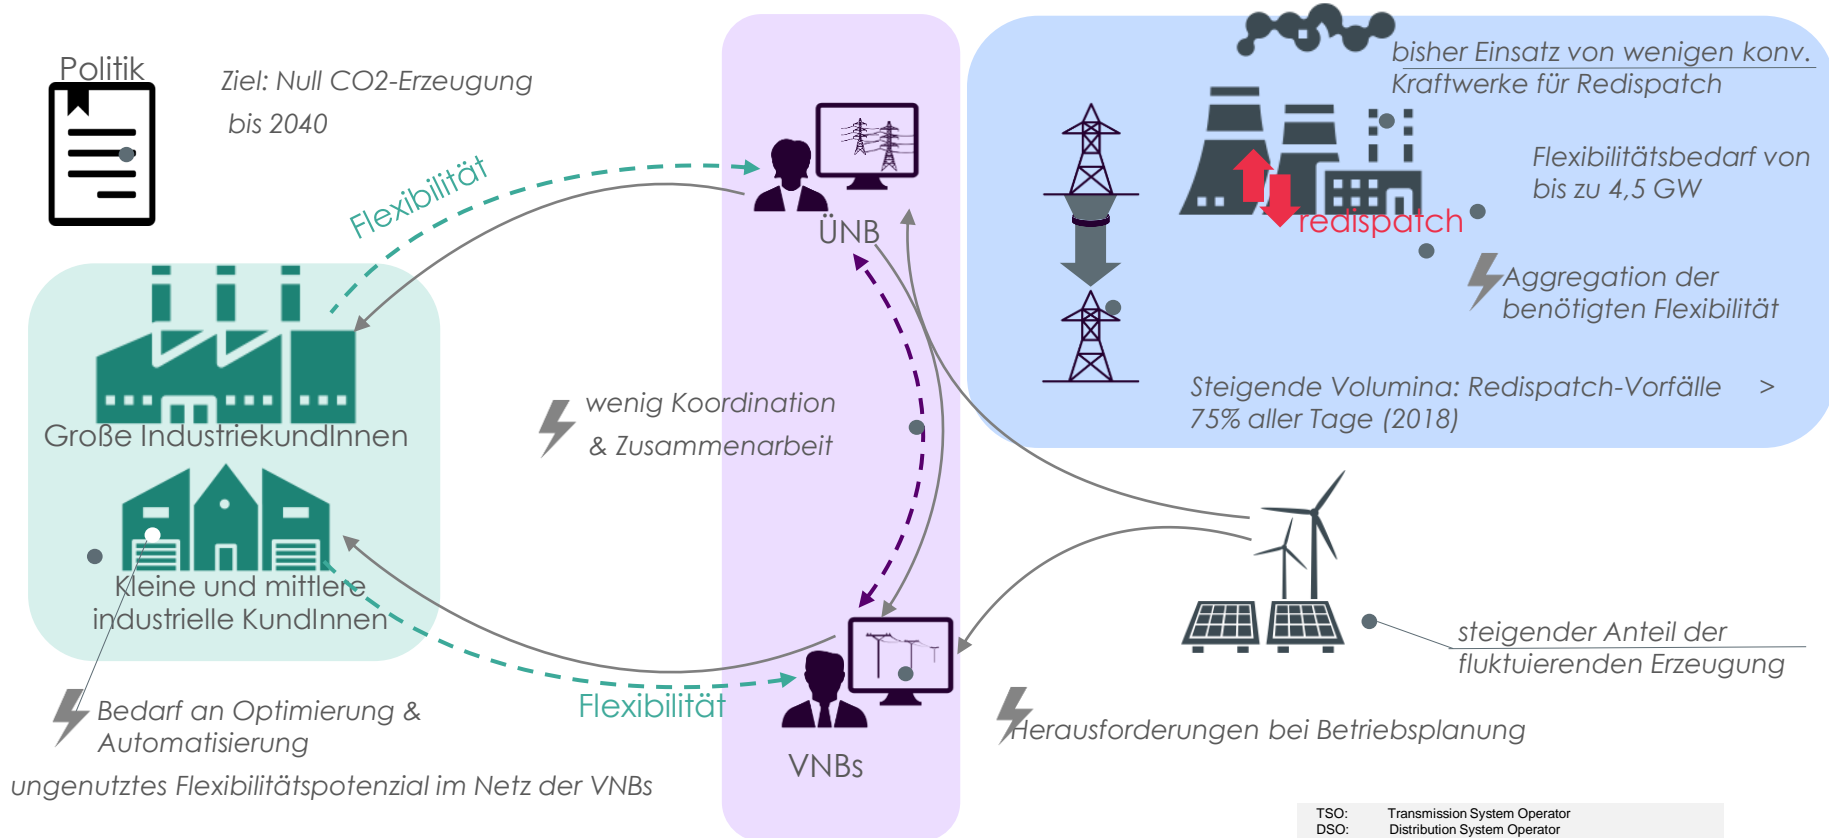 Politik
Ziel: Null CO2-Erzeugung
bis 2040
bisher Einsatz von wenigen konv.
Kraftwerke für Redispatch
Flexibilitätsbedarf von
bis zu 4,5 GW
redispatch
Aggregation der
benötigten Flexibilität
Steigende Volumina: Redispatch-Vorfälle >
75% aller Tage (2018)
Flexibilität
ÜNB
wenig Koordination
& Zusammenarbeit
Große IndustriekundInnen
Kleine und mittlere
industrielle KundInnen
Flexibilität
VNBs
Bedarf an Optimierung &
Automatisierung
ungenutztes Flexibilitätspotenzial im Netz der VNBs
steigender Anteil der
fluktuierenden Erzeugung
Herausforderungen bei Betriebsplanung
TSO: Transmission System Operator
DSO: Distribution System Operator